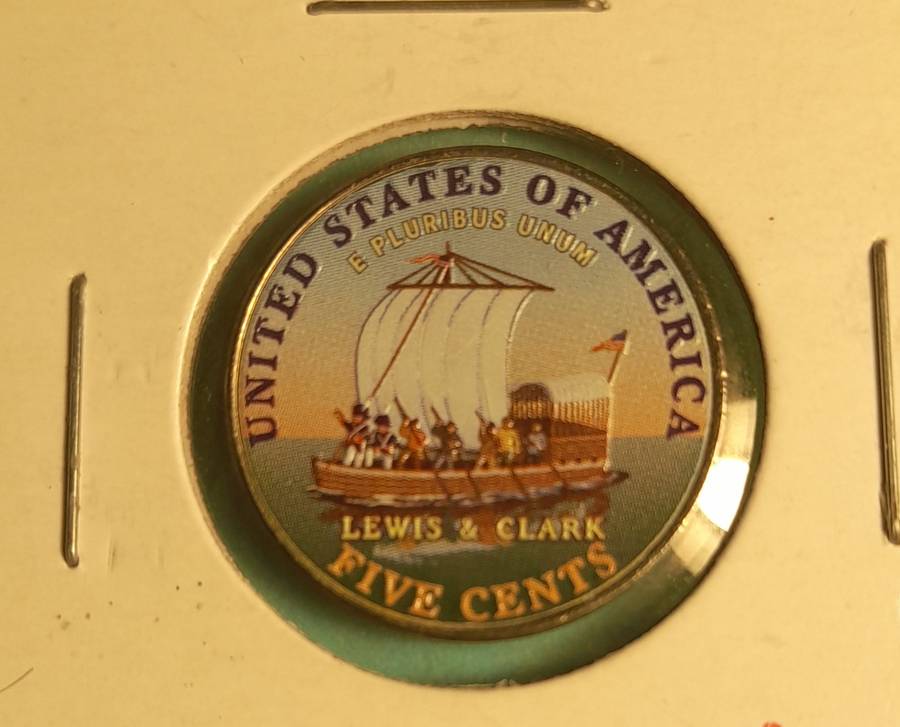 UNITED STATES OF AMERICA
E PLURIBUS UNUM
LEWIS & CLARK
FIVE CENTS